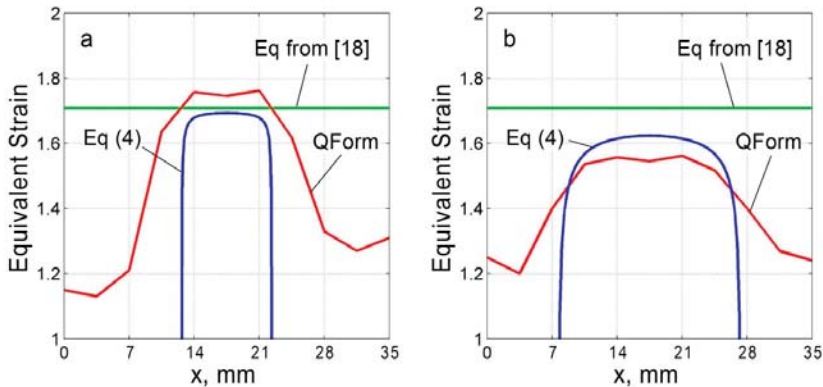 a
Eq from [18]
Eq (4)
QForm
Equivalent Strain
2
1.8
1.6
1.4
1.2
1
0 7 14 21 28 35
x, mm
b
Eq from [18]
Eq (4)
QForm
Equivalent Strain
2
1.8
1.6
1.4
1.2
1
0 7 14 21 28 35
x, mm